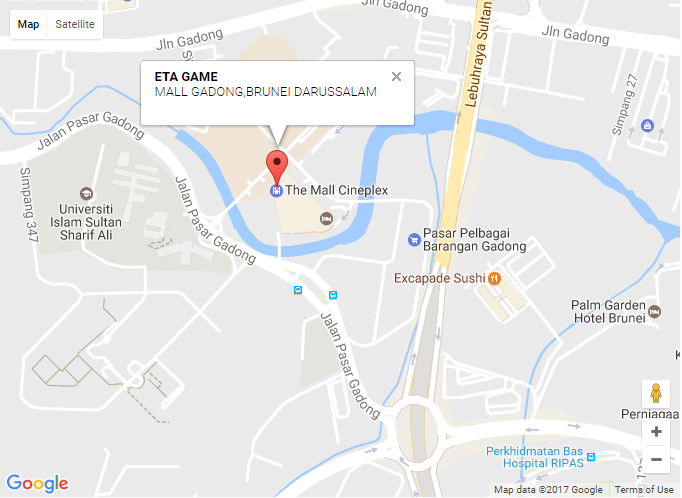 Map
Satellite
Jln Gadong
Jln Gadong
Lebuhraya Sultan
Simpang 27
ETA GAME
MALL GADONG,BRUNEI DARUSSALAM
Jalan Pasar Gadong
Simpang 347
Jalan Pasar Gadong
The Mall Cineplex
Universiti
Islam Sultan
Sharif Ali
Pasar Pelbagai
Barangan Gadong
Excapade Sushi
Palm Garden
Hotel Brunei
Jalan Pasar Gadong
Perniagaa
Perkhidmatan Bas
Hospital RIPAS
Google
Map data ©2017 Google
Terms of Use